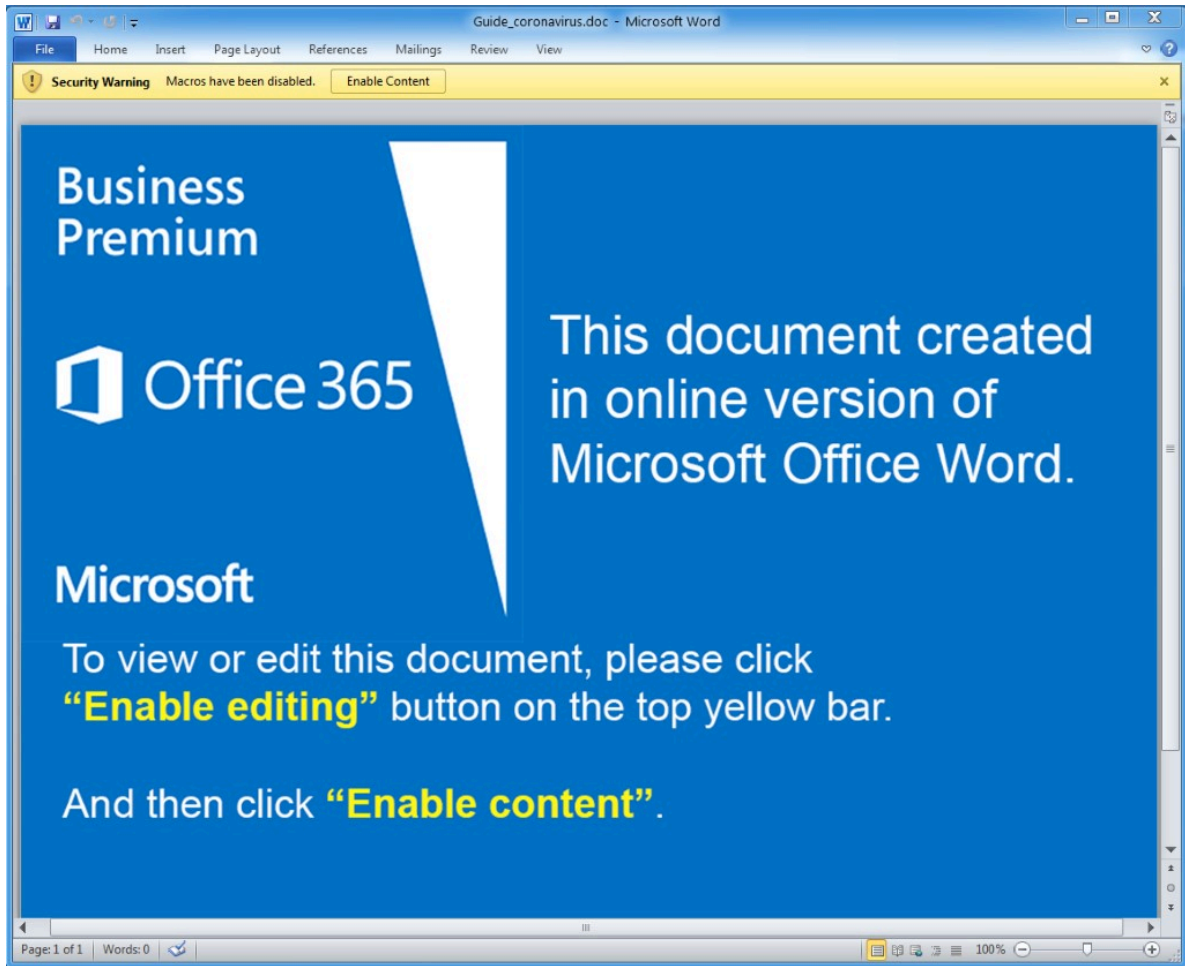 Guide_coronavirus.doc - Microsoft Word
File Home Insert Page Layout References Mailings Review View
Security Warning Macros have been disabled. Enable Content
Business
Premium
Office 365
This document created
in online version of
Microsoft Office Word.
Microsoft
To view or edit this document, please click
“Enable editing” button on the top yellow bar.
And then click “Enable content”.
Page: 1 of 1 Words: 0 100%